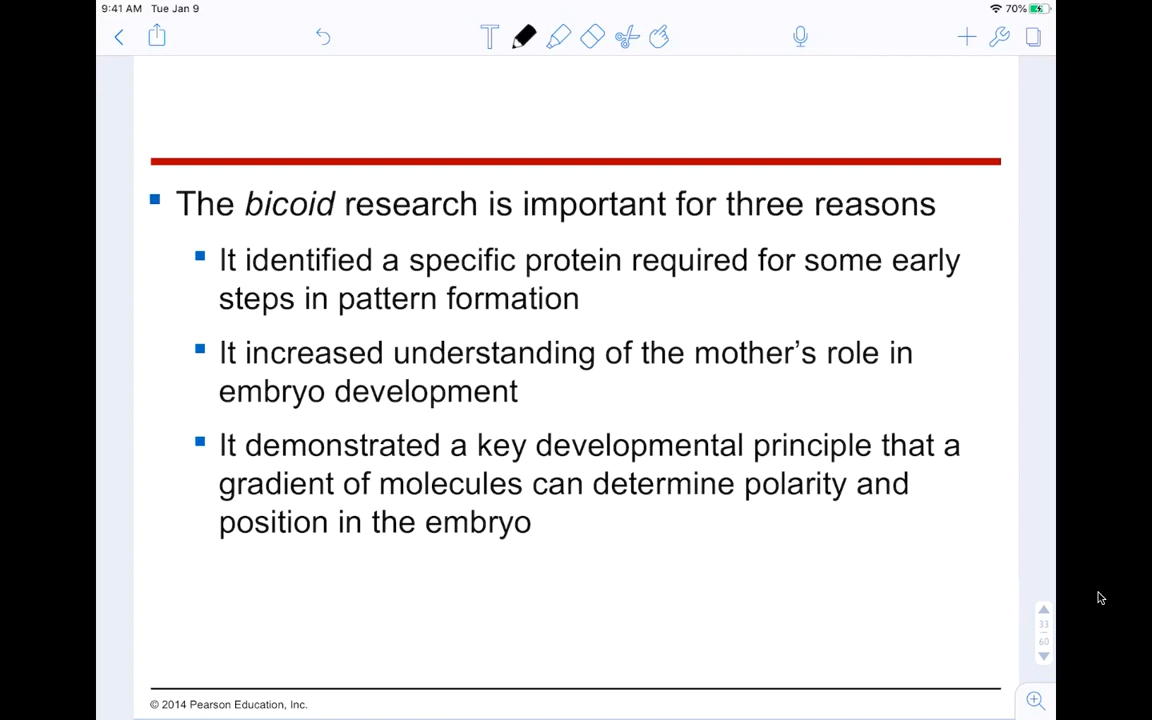 9:41 AM Tue Jan 9
70%
T
The bicoid research is important for three reasons
It identified a specific protein required for some early
steps in pattern formation
It increased understanding of the mother’s role in
embryo development
It demonstrated a key developmental principle that a
gradient of molecules can determine polarity and
position in the embryo
33
60
© 2014 Pearson Education, Inc.